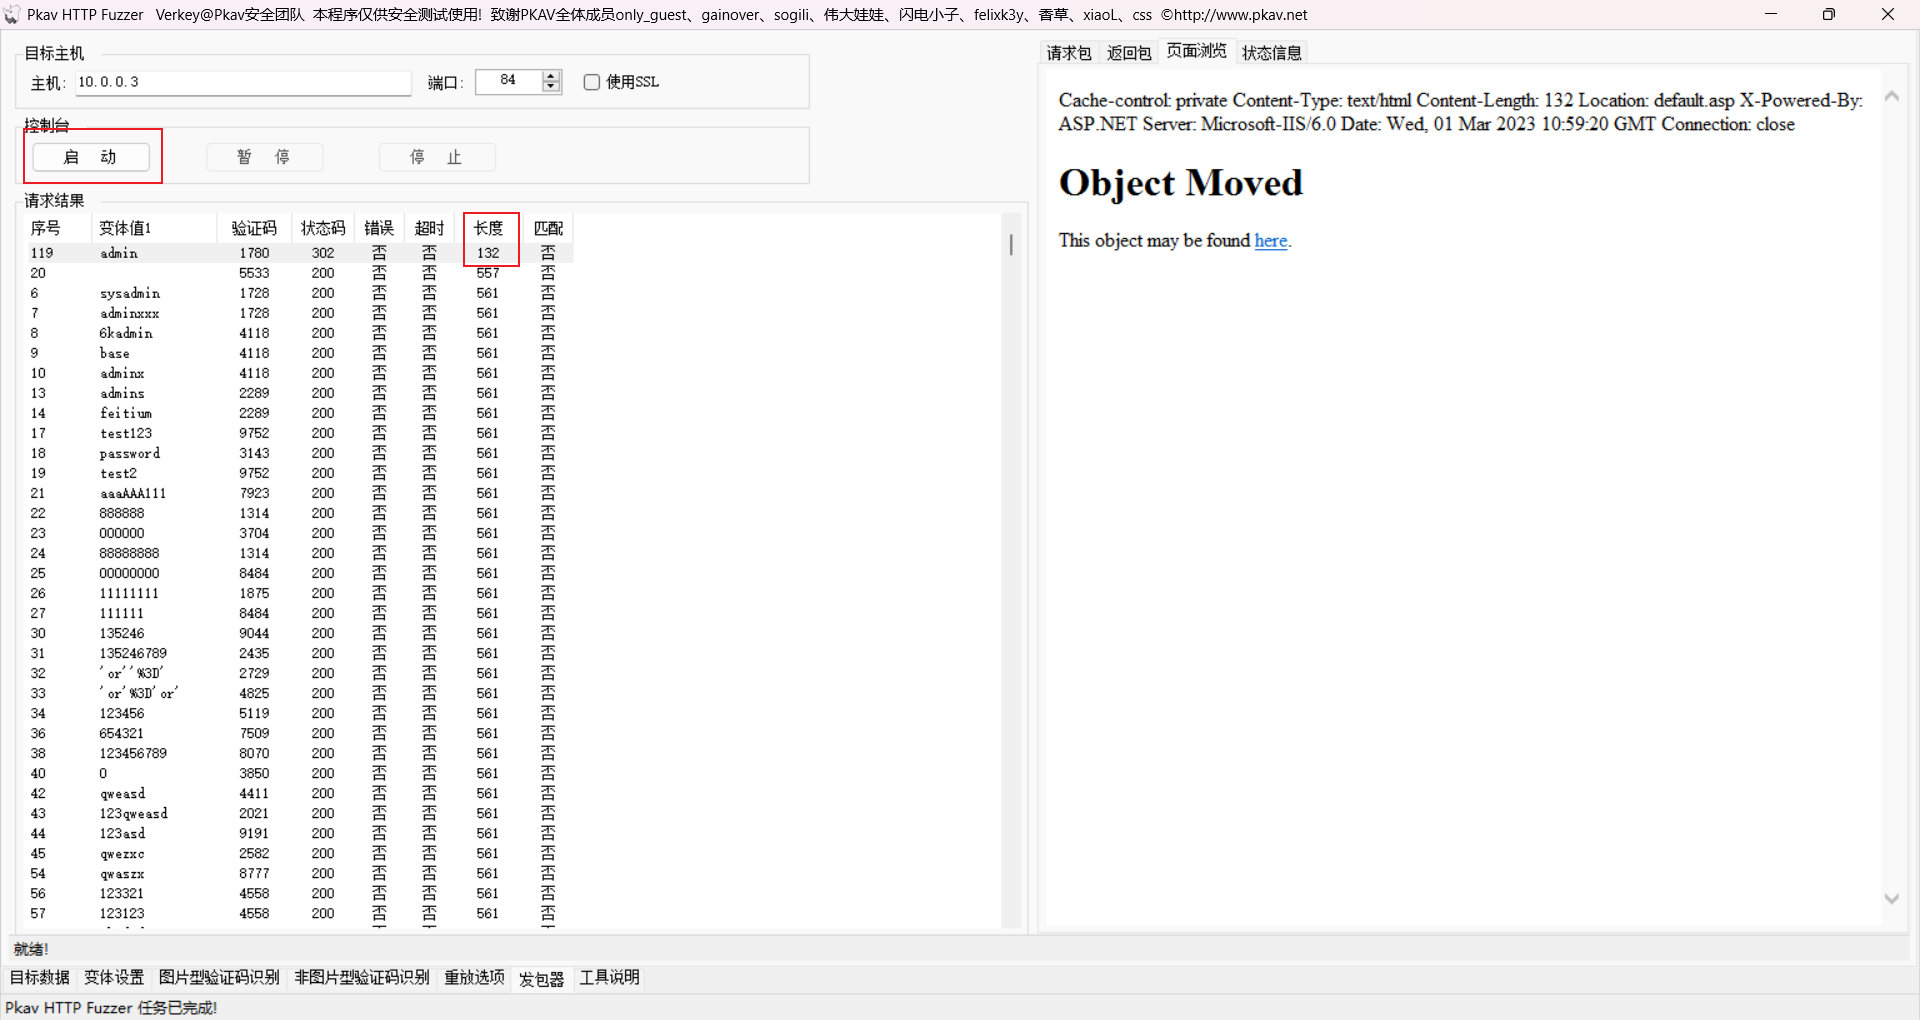 Pkav HTTP Fuzzer   Verkey@Pkav安全团队  本程序仅供安全测试使用!  致谢PKAV全体成员only_guest、gainover、sogili、伟大娃娃、闪电小子、felixk3y、香草、xiaoL、css  ©http://www.pkav.net
目标主机
主机: 10.0.0.3 端口: 84 使用SSL
控制台
启 动 暂 停 停 止
请求结果
序号 变体值1 验证码 状态码 错误 超时 长度 匹配
119 admin 1780 302 否 否 132 否
20 5533 200 否 否 557 否
6 sysadmin 1728 200 否 否 561 否
7 adminxxx 1728 200 否 否 561 否
8 6kadmin 4118 200 否 否 561 否
9 base 4118 200 否 否 561 否
10 adminx 4118 200 否 否 561 否
13 admins 2289 200 否 否 561 否
14 feitium 2289 200 否 否 561 否
17 test123 9752 200 否 否 561 否
18 password 3143 200 否 否 561 否
19 test2 9752 200 否 否 561 否
21 aaaAAA111 7923 200 否 否 561 否
22 888888 1314 200 否 否 561 否
23 000000 3704 200 否 否 561 否
24 88888888 1314 200 否 否 561 否
25 00000000 8484 200 否 否 561 否
26 11111111 1875 200 否 否 561 否
27 111111 8484 200 否 否 561 否
30 135246 9044 200 否 否 561 否
31 135246789 2435 200 否 否 561 否
32 'or''%3D' 2729 200 否 否 561 否
33 'or'%3D'or' 4825 200 否 否 561 否
34 123456 5119 200 否 否 561 否
36 654321 7509 200 否 否 561 否
38 123456789 8070 200 否 否 561 否
40 0 3850 200 否 否 561 否
42 qweasd 4411 200 否 否 561 否
43 123qweasd 2021 200 否 否 561 否
44 123asd 9191 200 否 否 561 否
45 qwezxc 2582 200 否 否 561 否
54 qwaszx 8777 200 否 否 561 否
56 123321 4558 200 否 否 561 否
57 123123 4558 200 否 否 561 否
请求包 返回包 页面浏览 状态信息
Cache-control: private Content-Type: text/html Content-Length: 132 Location: default.asp X-Powered-By:
ASP.NET Server: Microsoft-IIS/6.0 Date: Wed, 01 Mar 2023 10:59:20 GMT Connection: close
Object Moved
This object may be found here.
就绪!
目标数据 变体设置 图片型验证码识别 非图片型验证码识别 重放选项 发包器 工具说明
Pkav HTTP Fuzzer 任务已完成!